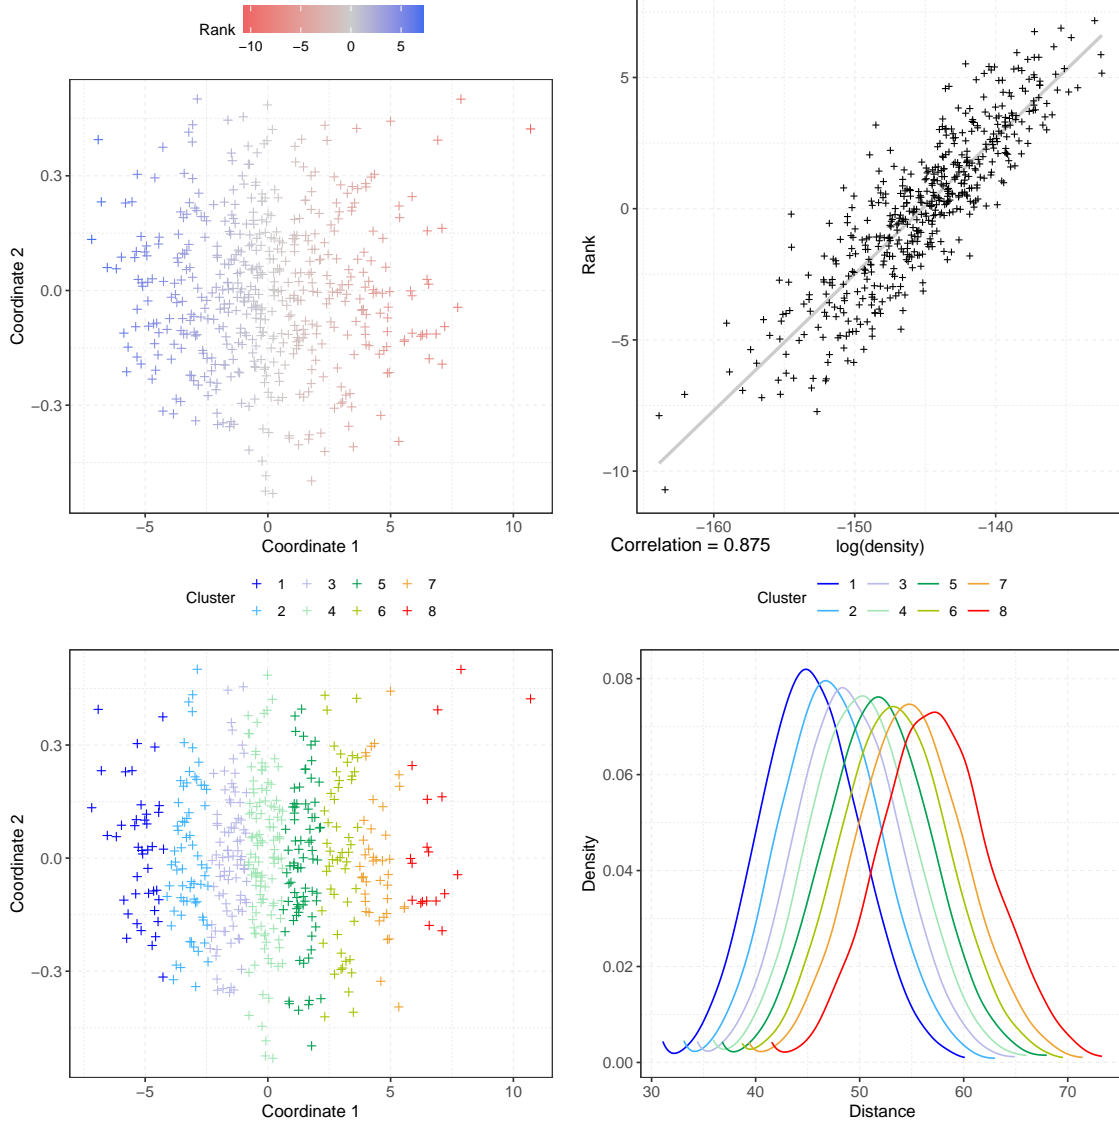 Rank
−10 −5 0 5
Coordinate 2
0.3
0.0
−0.3
−5 0 5 10
Coordinate 1
Rank
5
0
−5
−10
−160 −150 −140
Correlation = 0.875
log(density)
Cluster
1 3 5 7
2 4 6 8
Coordinate 2
0.3
0.0
−0.3
−5 0 5 10
Coordinate 1
Cluster
1 3 5 7
2 4 6 8
Density
0.08
0.06
0.04
0.02
0.00
30 40 50 60 70
Distance